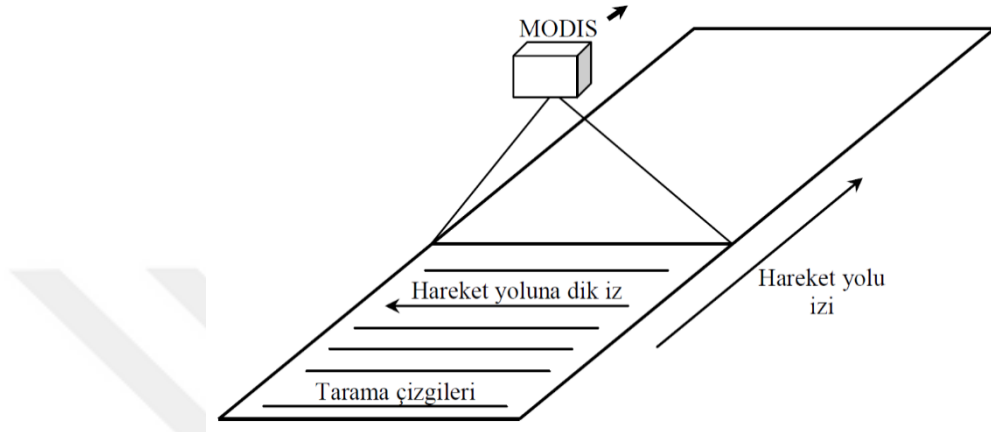 MODIS
Hareket yoluna dik iz
Hareket yolu
izi
Tarama çizgileri